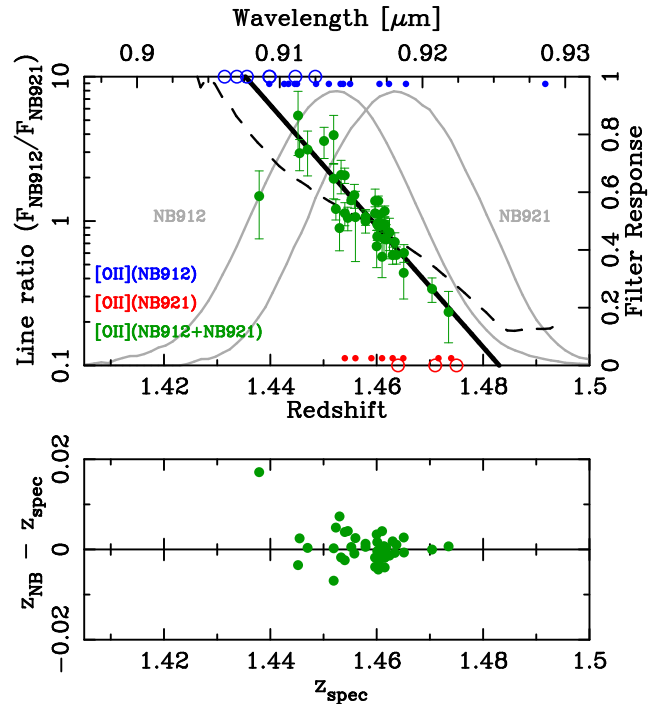 Wavelength [μm]
0.9 0.91 0.92 0.93
Line ratio (F_NB912/F_NB921)
10
1
0.1
NB912
NB921
[OII](NB912)
[OII](NB921)
[OII](NB912+NB921)
Filter Response
1
0.8
0.6
0.4
0.2
0
1.42 1.44 1.46 1.48 1.5
Redshift
z_NB − z_spec
0.02
0
−0.02
1.42 1.44 1.46 1.48 1.5
z_spec